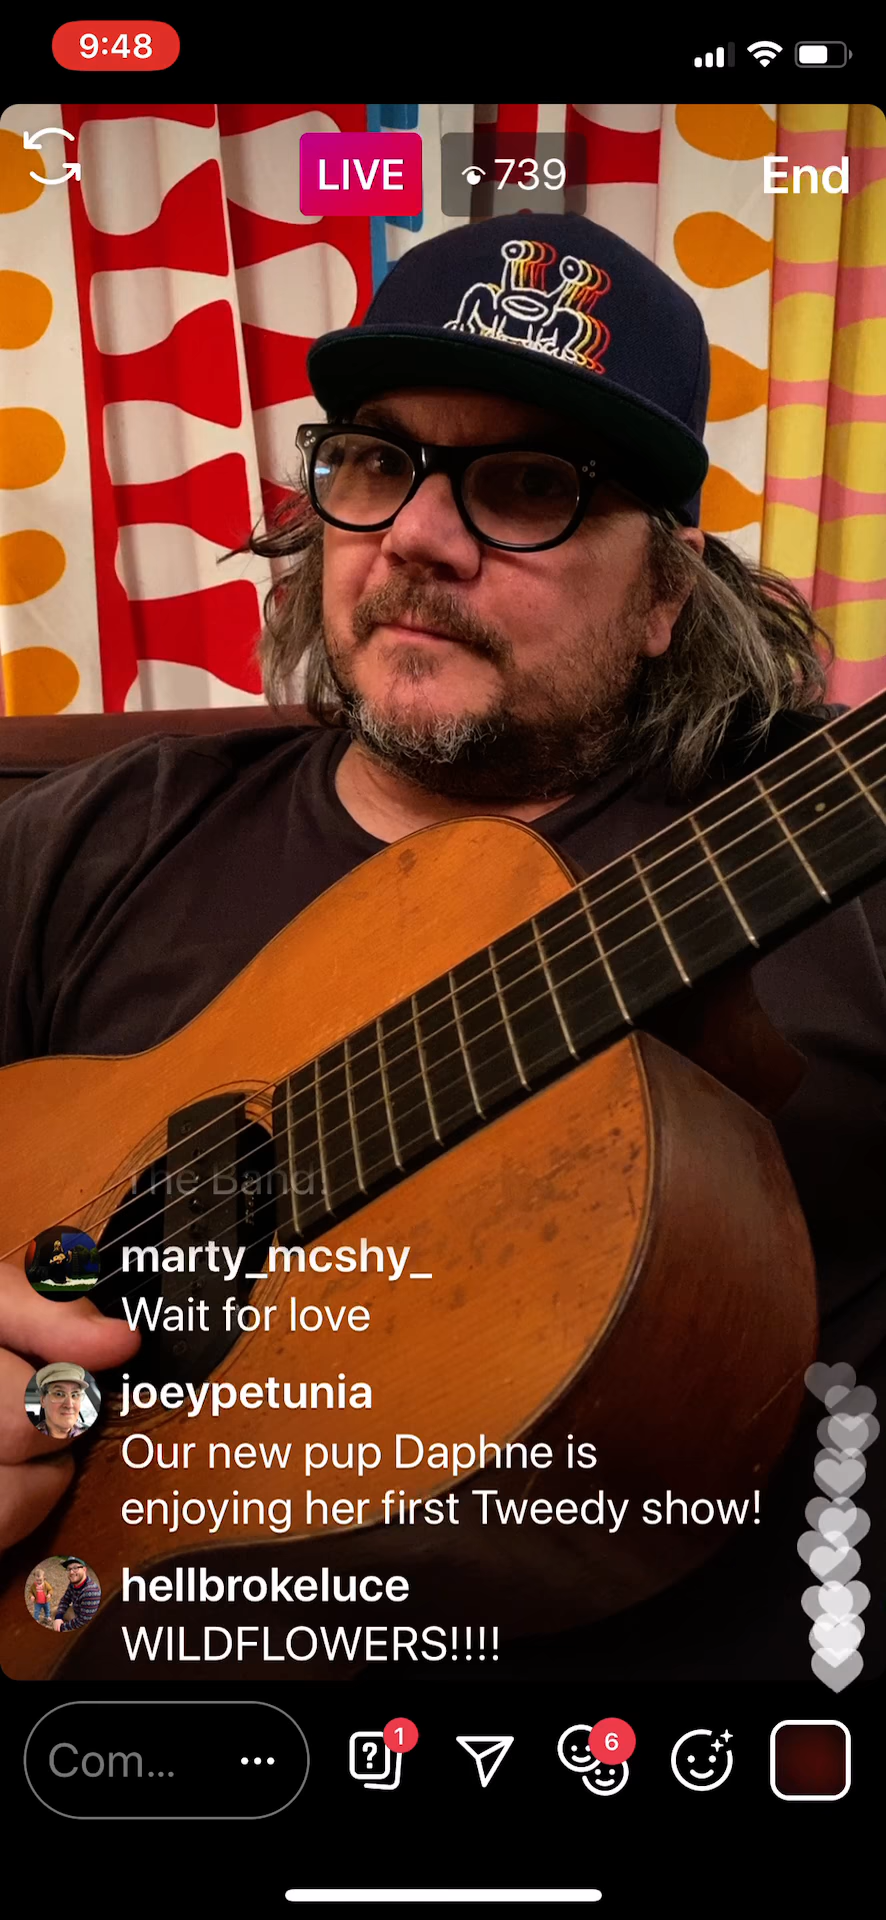 9:48
LIVE
739
End
The Band!
marty_mcshy_
Wait for love
joeypetunia
Our new pup Daphne is
enjoying her first Tweedy show!
hellbrokeluce
WILDFLOWERS!!!!
Com...
1
6